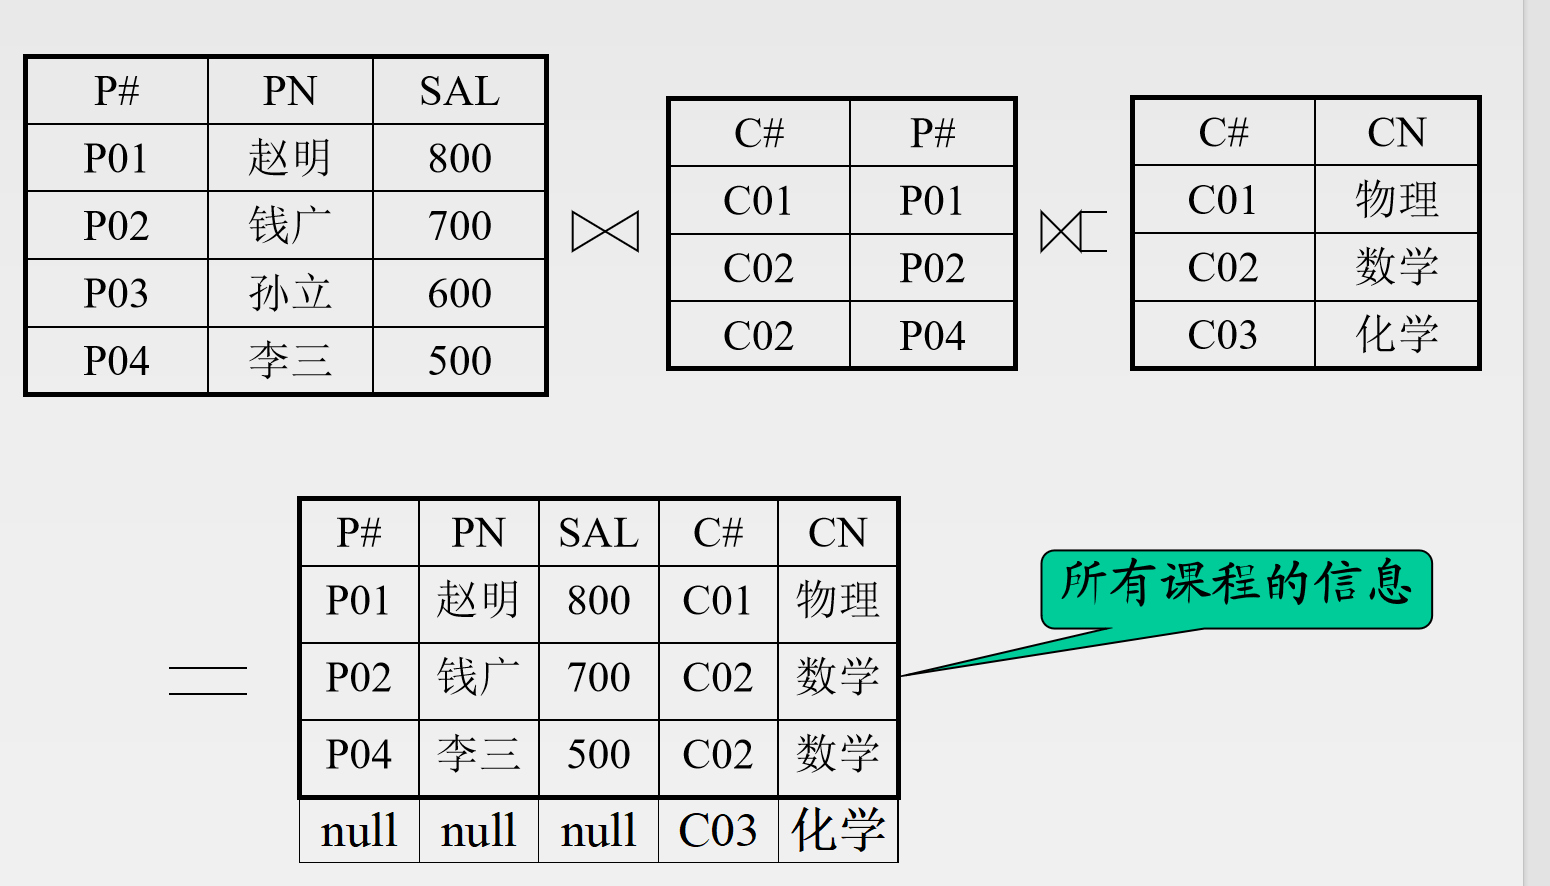 P# PN SAL
P01 赵明 800
P02 钱广 700
P03 孙立 600
P04 李三 500
C# P#
C01 P01
C02 P02
C02 P04
C# CN
C01 物理
C02 数学
C03 化学
P# PN SAL C# CN
P01 赵明 800 C01 物理
P02 钱广 700 C02 数学
P04 李三 500 C02 数学
null null null C03 化学
所有课程的信息